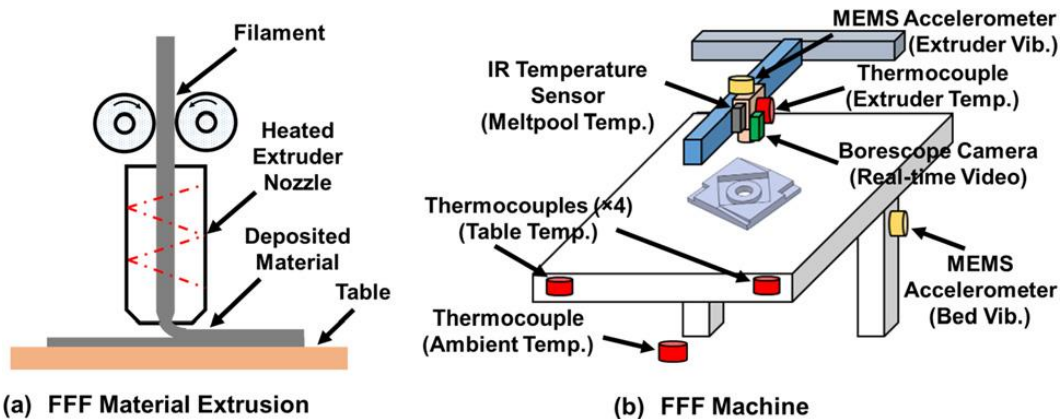 Filament
Heated
Extruder
Nozzle
Deposited
Material
Table
(a) FFF Material Extrusion
MEMS Accelerometer
(Extruder Vib.)
IR Temperature
Sensor
(Meltpool Temp.)
Thermocouple
(Extruder Temp.)
Borescope Camera
(Real-time Video)
Thermocouples (×4)
(Table Temp.)
MEMS
Accelerometer
(Bed Vib.)
Thermocouple
(Ambient Temp.)
(b) FFF Machine